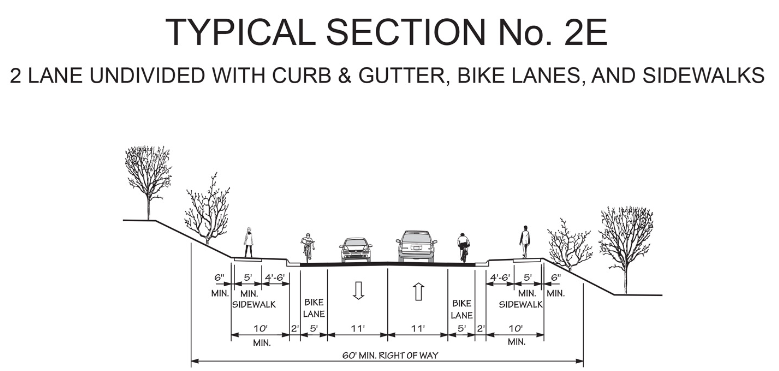 TYPICAL SECTION No. 2E
2 LANE UNDIVIDED WITH CURB & GUTTER, BIKE LANES, AND SIDEWALKS
6" 5' 4'-6' 4'-6' 5' 6"
MIN. MIN. BIKE BIKE MIN. MIN.
SIDEWALK LANE LANE SIDEWALK
10' 2' 5' 11' 11' 5' 2' 10'
MIN. MIN.
60' MIN. RIGHT OF WAY